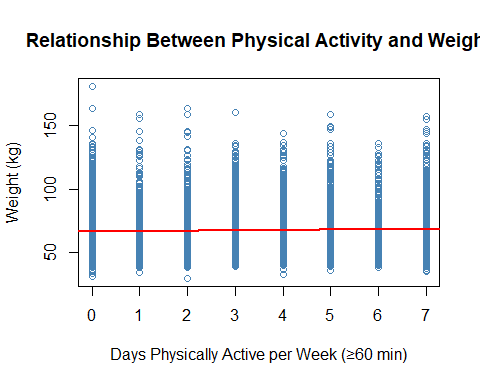 Relationship Between Physical Activity and Weigh
Weight (kg)
150
100
50
0 1 2 3 4 5 6 7
Days Physically Active per Week (≥60 min)